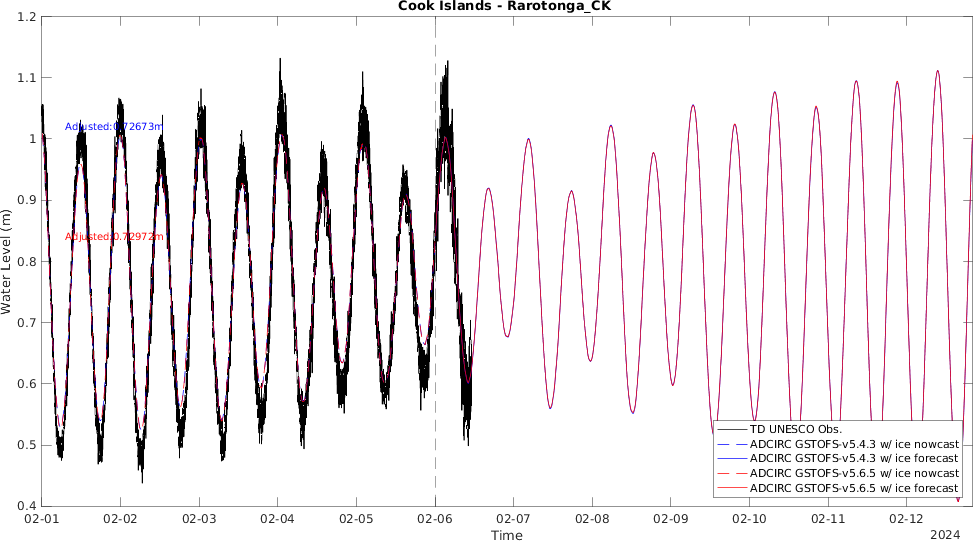 Cook Islands - Rarotonga_CK
1.2
1.1
1
0.9
0.8
0.7
0.6
0.5
0.4
Water Level (m)
Adjusted:0.72673m
Adjusted:0.72972m
TD UNESCO Obs.
ADCIRC GSTOFS-v5.4.3 w/ ice nowcast
ADCIRC GSTOFS-v5.4.3 w/ ice forecast
ADCIRC GSTOFS-v5.6.5 w/ ice nowcast
ADCIRC GSTOFS-v5.6.5 w/ ice forecast
02-01 02-02 02-03 02-04 02-05 02-06 02-07 02-08 02-09 02-10 02-11 02-12
Time
2024